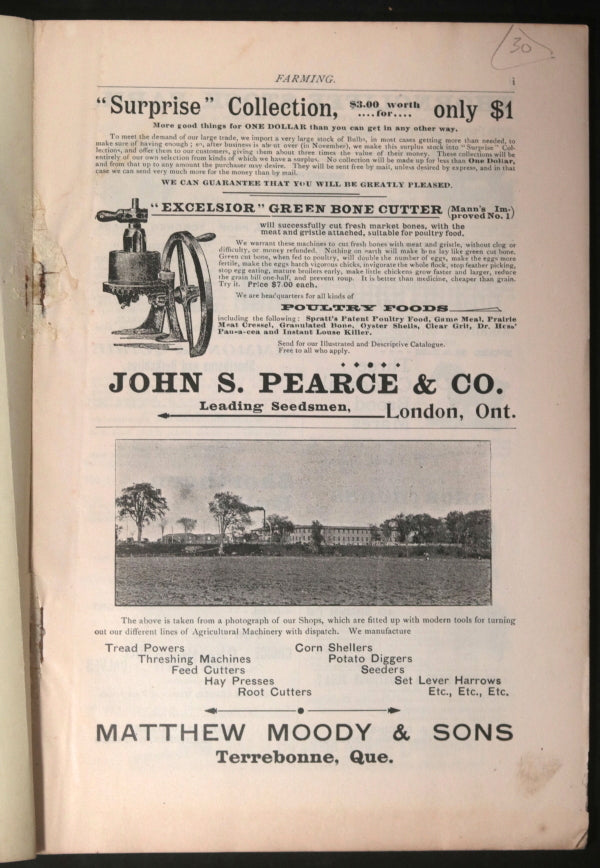 30
FARMING. i
"Surprise" Collection, $3.00 worth ....for.... only $1
More good things for ONE DOLLAR than you can get in any other way.
To meet the demand of our large trade, we import a very large stock of Bulbs, in most cases getting more than needed, to
make sure of having enough; so, after business is about over (in November), we make this surplus stock into "Surprise" Col-
lections, and offer them to our customers, giving them about three times the value of their money. These collections will be
entirely of our own selection from kinds of which we have a surplus. No collection will be made up for less than One Dollar,
and from that up to any amount the purchaser may desire. They will be sent free by mail, unless desired by express, and in that
case we can send very much more for the money than by mail.
WE CAN GUARANTEE THAT YOU WILL BE GREATLY PLEASED.
"EXCELSIOR" GREEN BONE CUTTER (Mann's Im-proved No. 1)
will successfully cut fresh market bones, with the
meat and gristle attached, suitable for poultry food.
We warrant these machines to cut fresh bones with meat and gristle, without clog or
difficulty, or money refunded. Nothing on earth will make hens lay like green cut bone.
Green cut bone, when fed to poultry, will double the number of eggs, make the eggs more
fertile, make the eggs hatch vigorous chicks, invigorate the whole flock, stop feather picking,
stop egg eating, mature broilers early, make little chickens grow faster and larger, reduce
the grain bill one-half, and prevent roup. It is better than medicine, cheaper than grain.
Try it. Price $7.00 each.
We are headquarters for all kinds of
POULTRY FOODS
including the following: Spratt's Patent Poultry Food, Game Meal, Prairie
Meat Cressel, Granulated Bone, Oyster Shells, Clear Grit, Dr. Hess'
Pan-a-cea and Instant Louse Killer.
Send for our Illustrated and Descriptive Catalogue.
Free to all who apply.
JOHN S. PEARCE & CO.
Leading Seedsmen, London, Ont.
The above is taken from a photograph of our Shops, which are fitted up with modern tools for turning
out our different lines of Agricultural Machinery with dispatch. We manufacture
Tread Powers
Threshing Machines
Feed Cutters
Hay Presses
Root Cutters
Corn Shellers
Potato Diggers
Seeders
Set Lever Harrows
Etc., Etc., Etc.
MATTHEW MOODY & SONS
Terrebonne, Que.